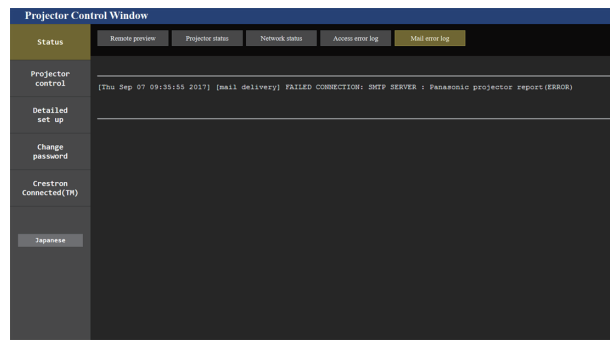 Projector Control Window
Status
Remote preview
Projector status
Network status
Access error log
Mail error log
Projector
control
[Thu Sep 07 09:35:55 2017] [mail delivery] FAILED CONNECTION: SMTP SERVER : Panasonic projector report(ERROR)
Detailed
set up
Change
password
Crestron
Connected(TM)
Japanese